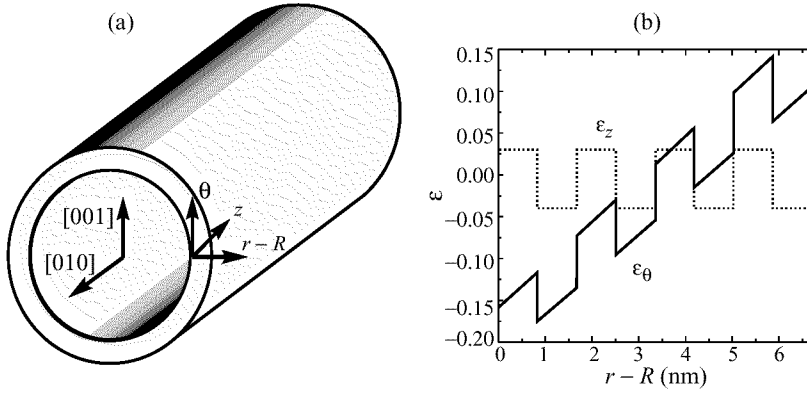 (a)
[001]
[010]
θ
z
r – R
(b)
ε
0.15
0.10
0.05
0.00
–0.05
–0.10
–0.15
–0.20
ε_z
ε_θ
0 1 2 3 4 5 6
r – R (nm)